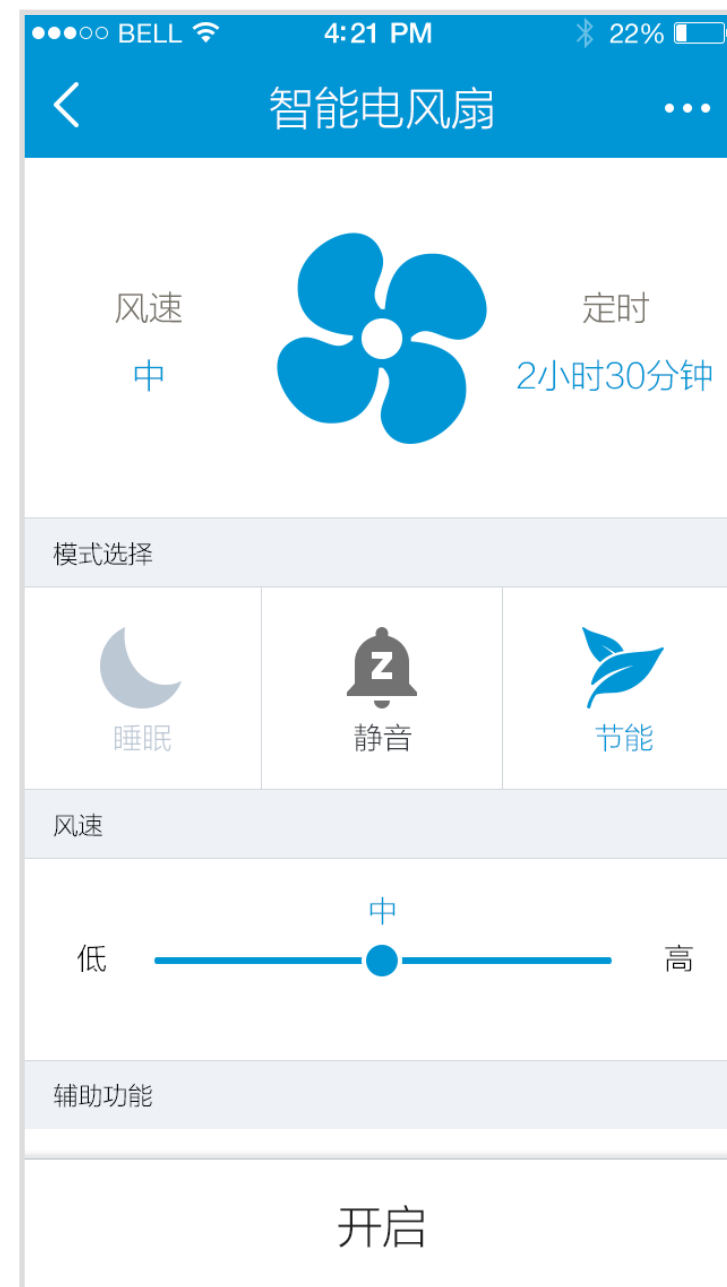 BELL 4:21 PM 22%
智能电风扇
风速 定时
中 2小时30分钟
模式选择
Z
睡眠 静音 节能
风速
中
低 高
辅助功能
开启